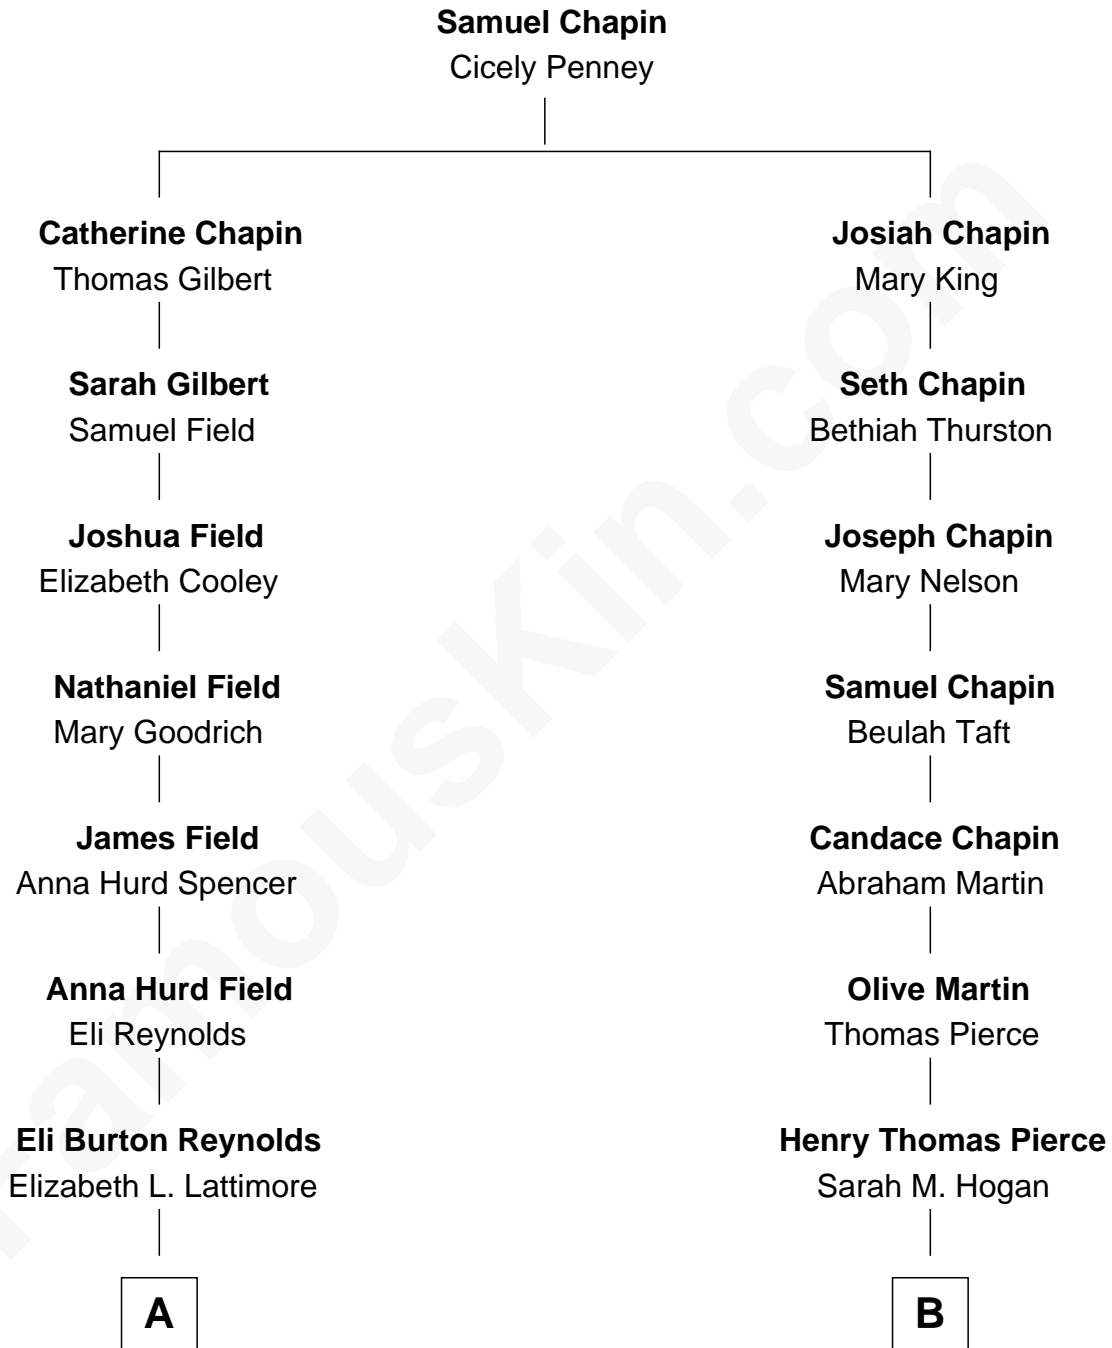 Samuel Chapin
Cicely Penney
Catherine Chapin
Thomas Gilbert
Josiah Chapin
Mary King
Sarah Gilbert
Samuel Field
Seth Chapin
Bethiah Thurston
Joshua Field
Elizabeth Cooley
Joseph Chapin
Mary Nelson
Nathaniel Field
Mary Goodrich
Samuel Chapin
Beulah Taft
James Field
Anna Hurd Spencer
Candace Chapin
Abraham Martin
Anna Hurd Field
Eli Reynolds
Olive Martin
Thomas Pierce
Eli Burton Reynolds
Elizabeth L. Lattimore
Henry Thomas Pierce
Sarah M. Hogan
A
B
FamousKin.com